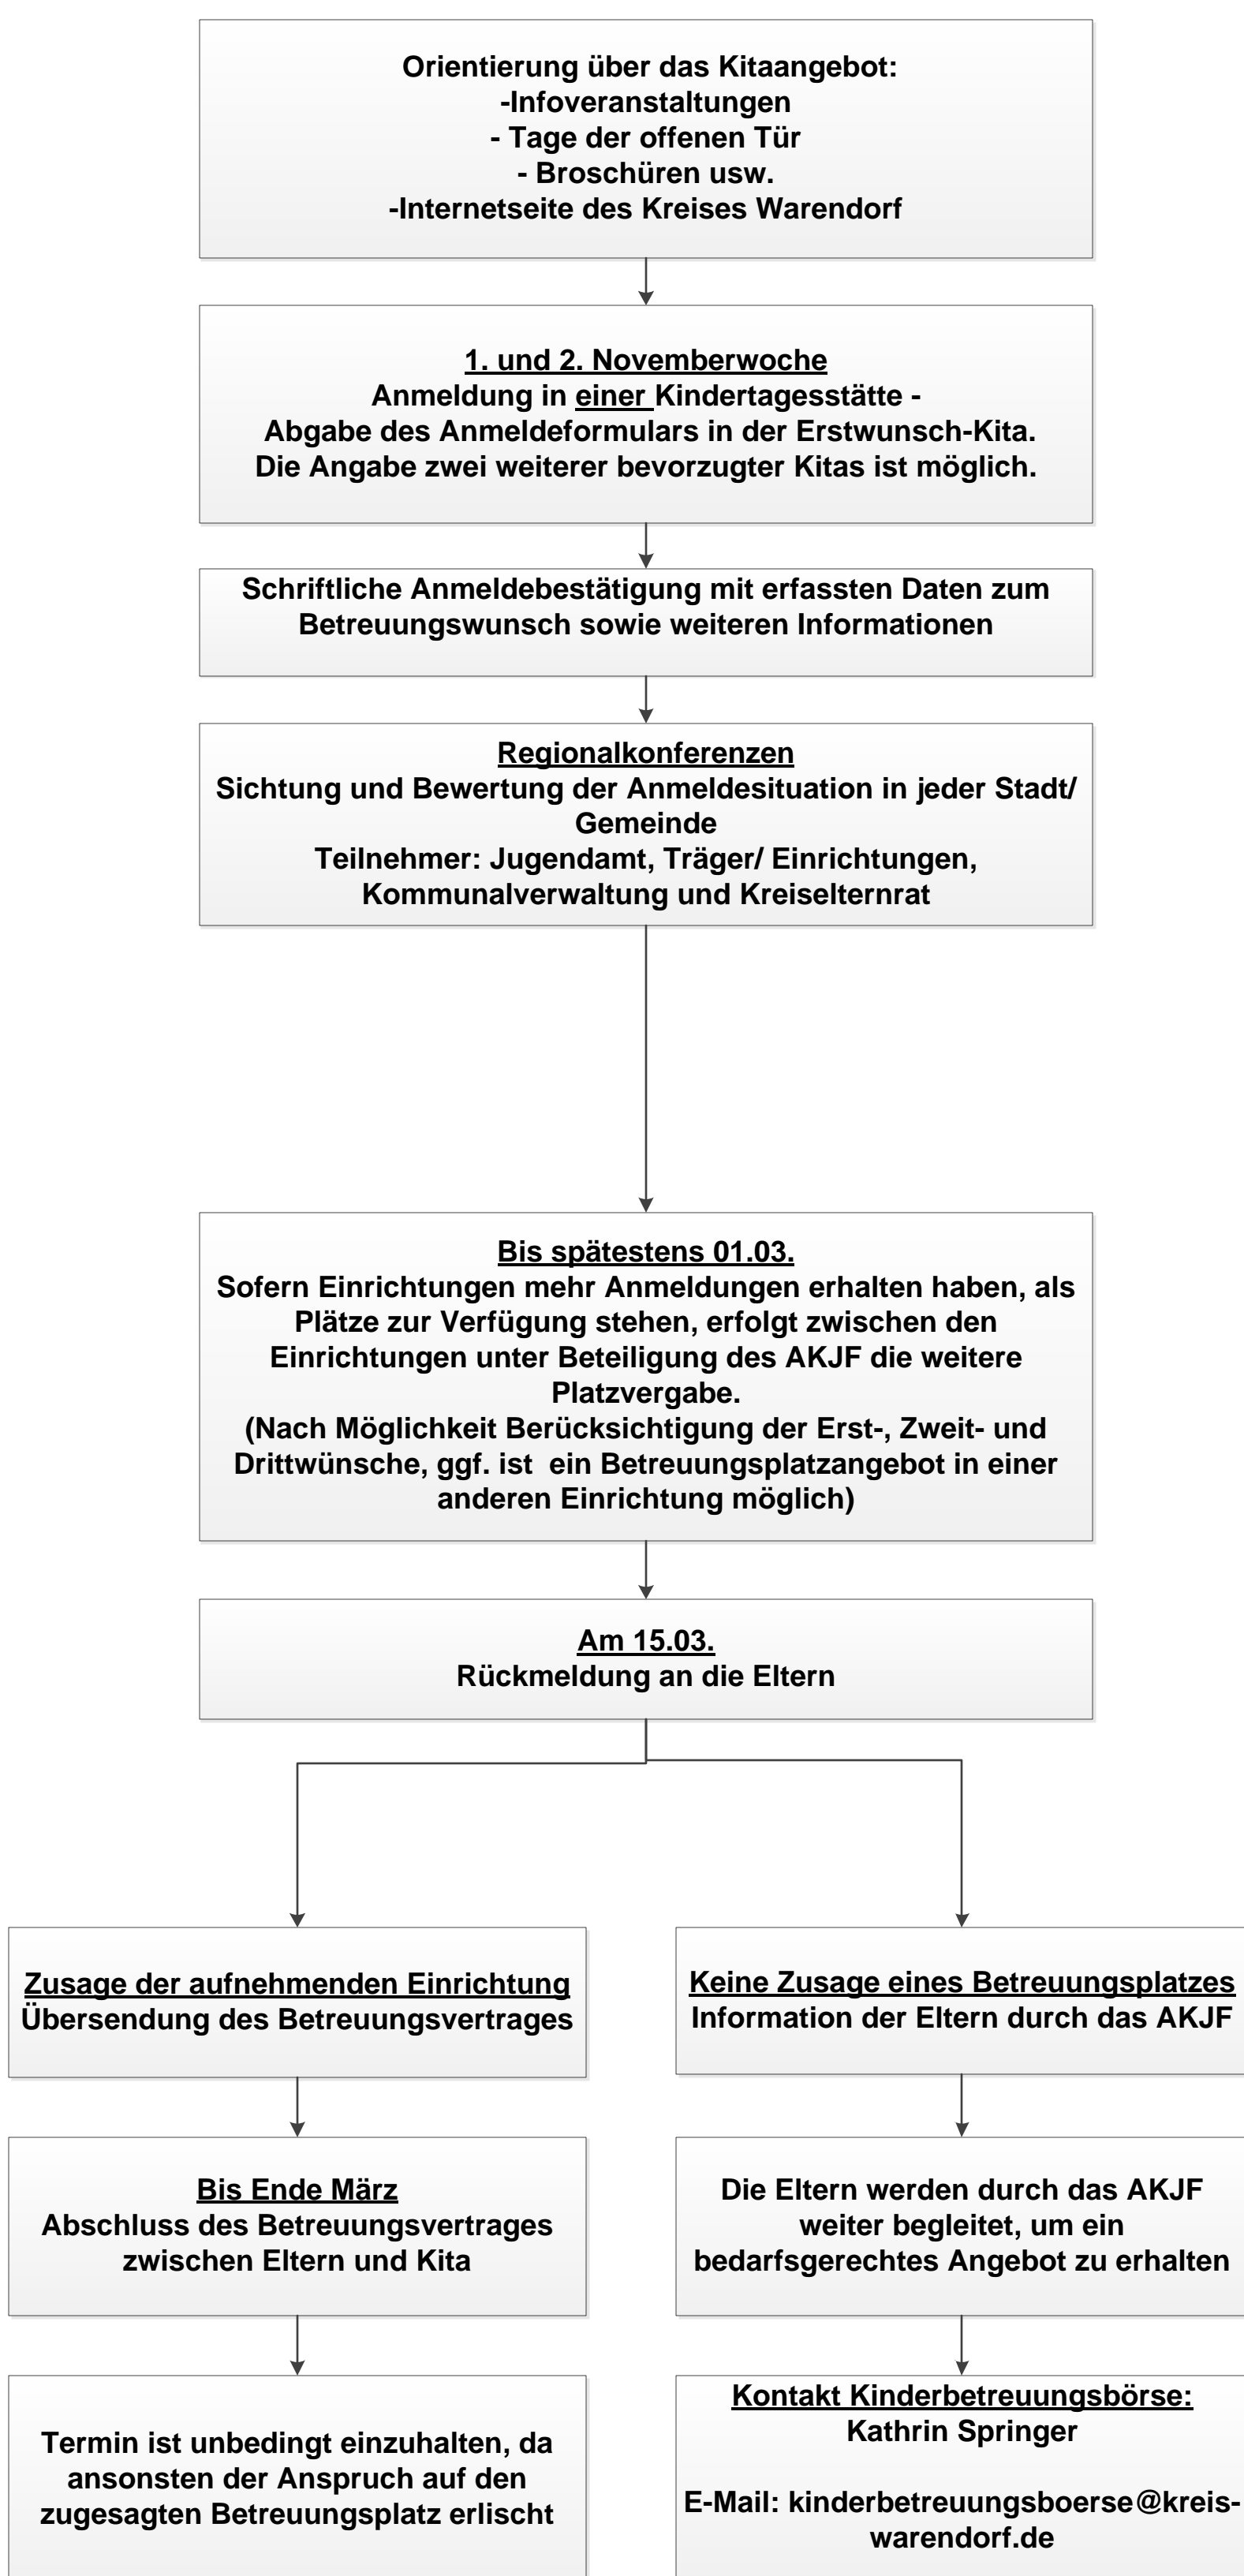 Orientierung über das Kitaangebot:
-Infoveranstaltungen
- Tage der offenen Tür
- Broschüren usw.
-Internetseite des Kreises Warendorf
1. und 2. Novemberwoche
Anmeldung in einer Kindertagesstätte -
Abgabe des Anmeldeformulars in der Erstwunsch-Kita.
Die Angabe zwei weiterer bevorzugter Kitas ist möglich.
Schriftliche Anmeldebestätigung mit erfassten Daten zum
Betreuungswunsch sowie weiteren Informationen
Regionalkonferenzen
Sichtung und Bewertung der Anmeldesituation in jeder Stadt/
Gemeinde
Teilnehmer: Jugendamt, Träger/ Einrichtungen,
Kommunalverwaltung und Kreiselternrat
Bis spätestens 01.03.
Sofern Einrichtungen mehr Anmeldungen erhalten haben, als
Plätze zur Verfügung stehen, erfolgt zwischen den
Einrichtungen unter Beteiligung des AKJF die weitere
Platzvergabe.
(Nach Möglichkeit Berücksichtigung der Erst-, Zweit- und
Drittwünsche, ggf. ist ein Betreuungsplatzangebot in einer
anderen Einrichtung möglich)
Am 15.03.
Rückmeldung an die Eltern
Zusage der aufnehmenden Einrichtung
Übersendung des Betreuungsvertrages
Bis Ende März
Abschluss des Betreuungsvertrages
zwischen Eltern und Kita
Termin ist unbedingt einzuhalten, da
ansonsten der Anspruch auf den
zugesagten Betreuungsplatz erlischt
Keine Zusage eines Betreuungsplatzes
Information der Eltern durch das AKJF
Die Eltern werden durch das AKJF
weiter begleitet, um ein
bedarfsgerechtes Angebot zu erhalten
Kontakt Kinderbetreuungsbörse:
Kathrin Springer
E-Mail: kinderbetreuungsboerse@kreis-
warendorf.de